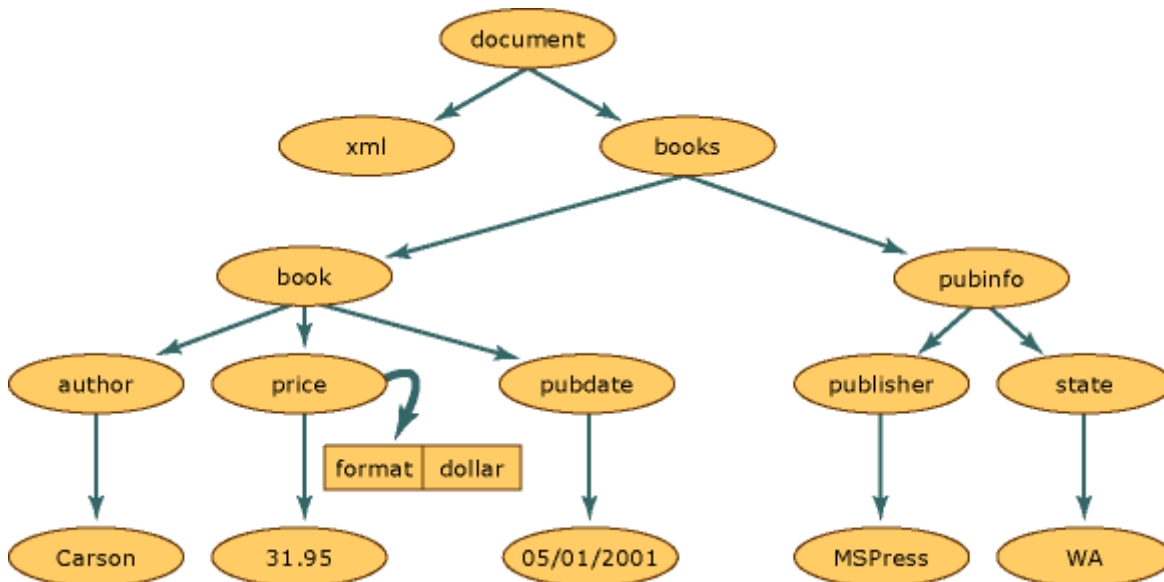 document
xml
books
book
pubinfo
author
price
pubdate
publisher
state
format
dollar
Carson
31.95
05/01/2001
MSPress
WA